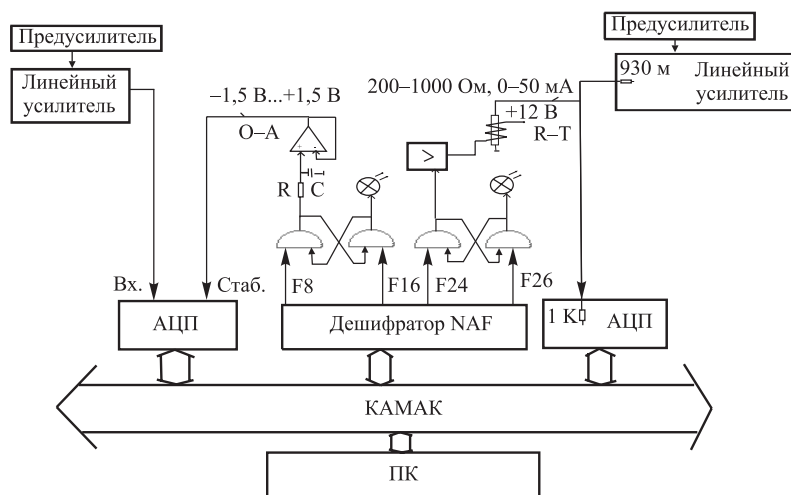 Предусилитель
Линейный
усилитель
Предусилитель
930 м
Линейный
усилитель
–1,5 В...+1,5 В
О–А
200–1000 Ом, 0–50 мА
+12 В
R–T
>
+
-
R
C
Вх.
Стаб.
F8
F16
F24
F26
АЦП
Дешифратор NAF
1 K
АЦП
КАМАК
ПК